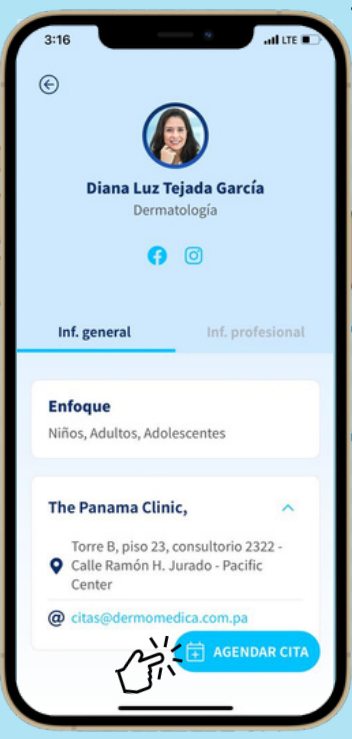 3:16
LTE
Diana Luz Tejada García
Dermatología
Inf. general
Inf. profesional
Enfoque
Niños, Adultos, Adolescentes
The Panama Clinic,
Torre B, piso 23, consultorio 2322 -
Calle Ramón H. Jurado - Pacific
Center
@ citas@dermomedica.com.pa
AGENDAR CITA